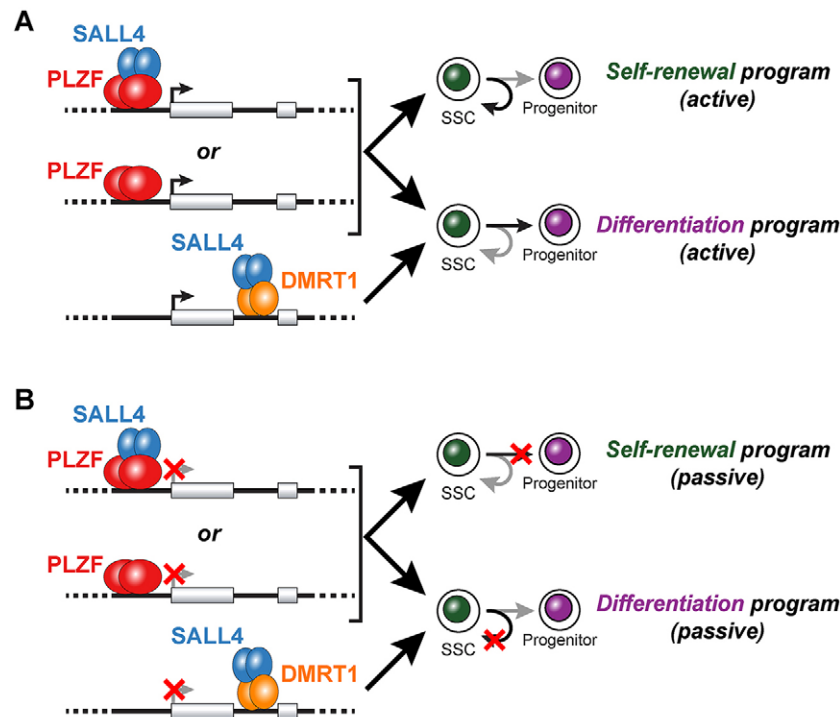 A
SALL4
PLZF
or
PLZF
SALL4
DMRT1
SSC
Progenitor
Self-renewal program
(active)
SSC
Progenitor
Differentiation program
(active)
B
SALL4
PLZF
or
PLZF
SALL4
DMRT1
SSC
Progenitor
Self-renewal program
(passive)
SSC
Progenitor
Differentiation program
(passive)